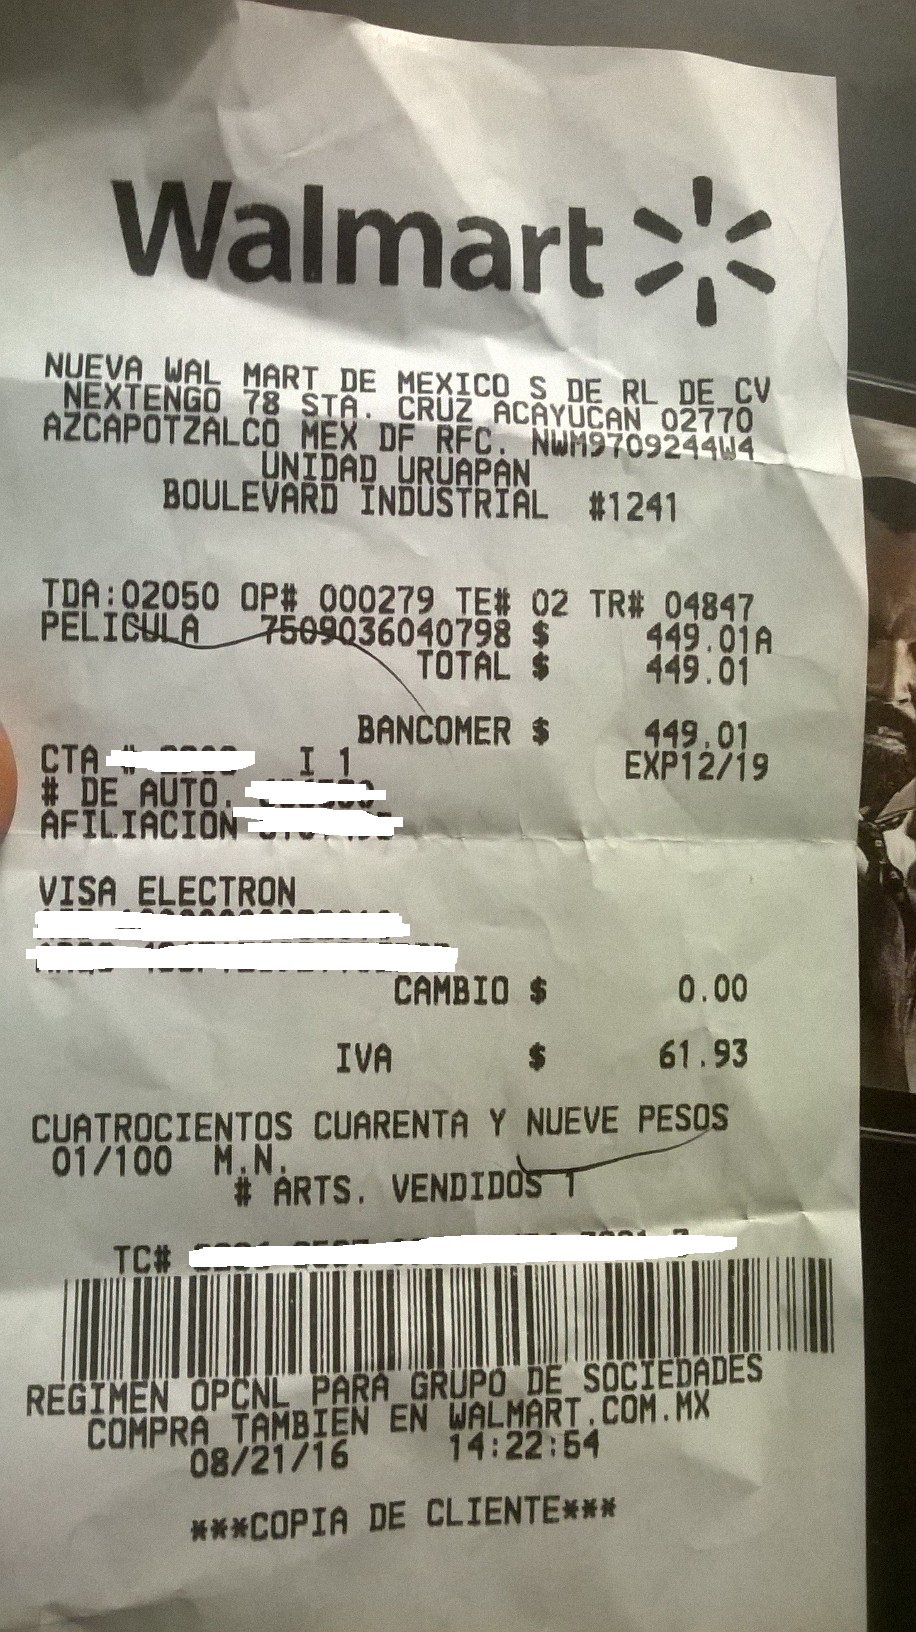 Walmart
NUEVA WAL MART DE MEXICO S DE RL DE CV
NEXTENGO 78 STA. CRUZ ACAYUCAN 02770
AZCAPOTZALCO MEX DF RFC. NWM9709244W4
UNIDAD URUAPAN
BOULEVARD INDUSTRIAL #1241
TDA:02050 OP# 000279 TE# 02 TR# 04847
PELICULA 7509036040798 $ 449.01A
TOTAL $ 449.01
BANCOMER $ 449.01
CTA # I 1 EXP12/19
# DE AUTO.
AFILIACION
VISA ELECTRON
CAMBIO $ 0.00
IVA $ 61.93
CUATROCIENTOS CUARENTA Y NUEVE PESOS
01/100 M.N.
# ARTS. VENDIDOS 1
TC#
REGIMEN OPCNL PARA GRUPO DE SOCIEDADES
COMPRA TAMBIEN EN WALMART.COM.MX
08/21/16 14:22:54
***COPIA DE CLIENTE***